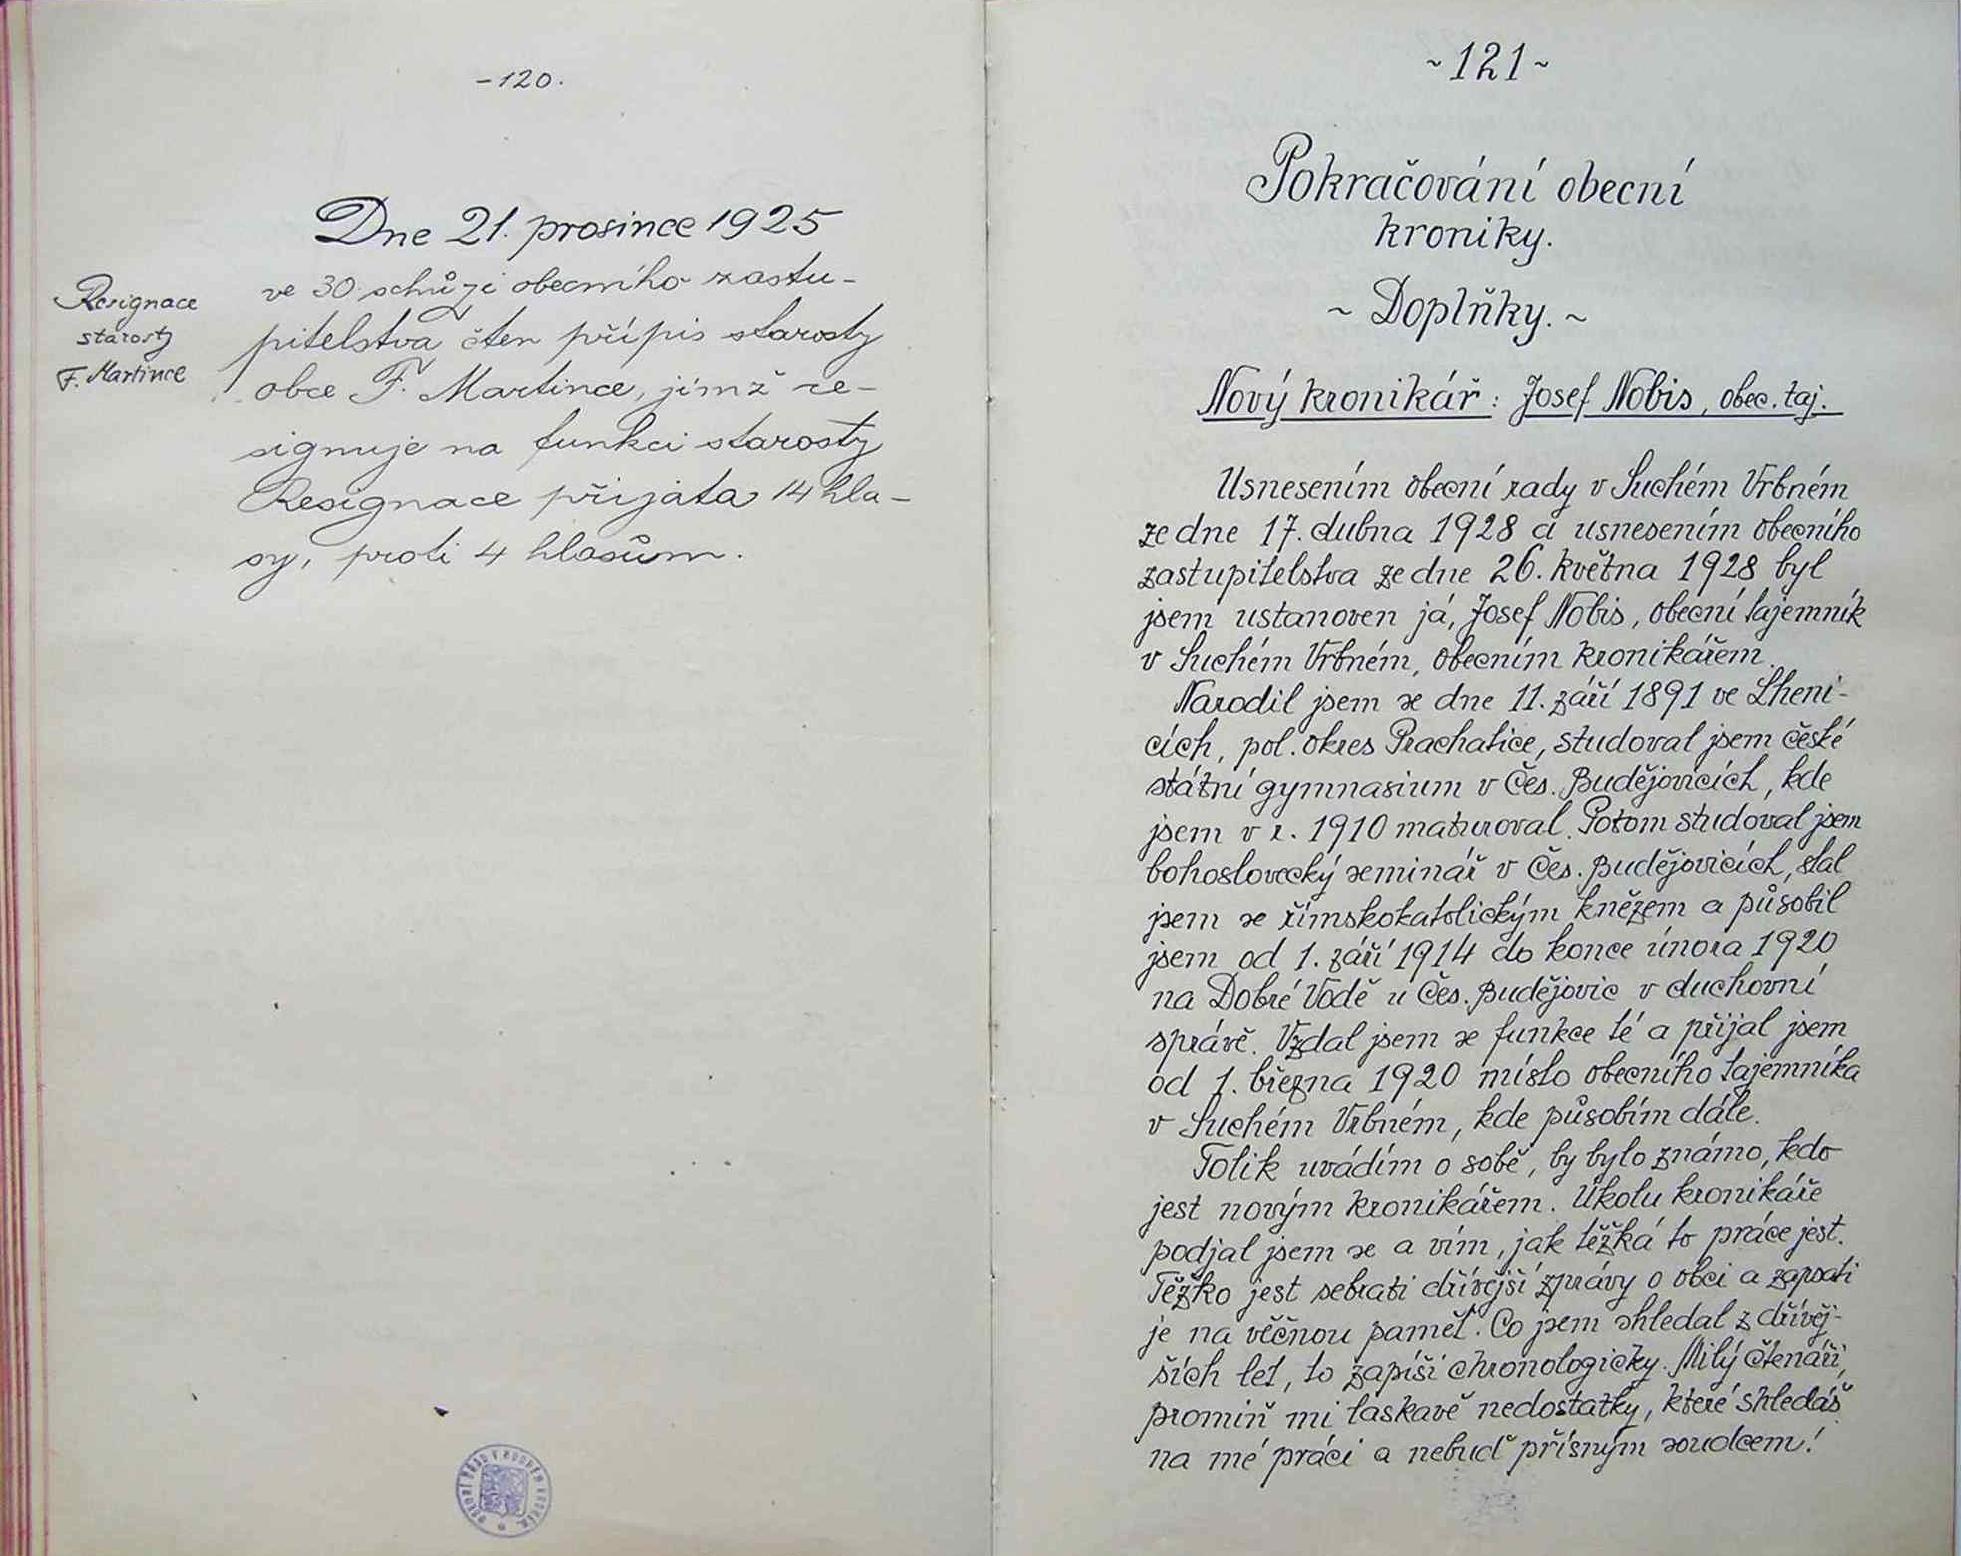 -120.
Dne 21. prosince 1925
Resignace
starosty
F. Martince
ve 30 schůzi obecního zastu-
pitelstva čten přípis starosty
obce F. Martince, jímž re-
signuje na funkci starosty
Resignace přijata 14 hla-
sy, proti 4 hlasům.
~121~
Pokračování obecní
kroniky.
~ Doplňky. ~
Nový kronikář: Josef Nobis, obec. taj.
Usnesením obecní rady v Suchém Vrbném
ze dne 17. dubna 1928 a usnesením obecního
zastupitelstva ze dne 26. května 1928 byl
jsem ustanoven já, Josef Nobis, obecní tajemník
v Suchém Vrbném, obecním kronikářem.
Narodil jsem se dne 11. září 1891 ve Lheni-
cích, pol. okres Prachatice, studoval jsem české
státní gymnasium v Čes. Budějovicích, kde
jsem v r. 1910 maturoval. Potom studoval jsem
bohoslovecký seminář v Čes. Budějovicích, stal
jsem se římskokatolickým knězem a působil
jsem od 1. září 1914 do konce února 1920
na Dobré Vodě u Čes. Budějovic v duchovní
správě. Vzdal jsem se funkce té a přijal jsem
od 1. března 1920 místo obecního tajemníka
v Suchém Vrbném, kde působím dále.
Tolik uvádím o sobě, by bylo známo, kdo
jest novým kronikářem. Úkolu kronikáře
podjal jsem se a vím, jak těžká to práce jest.
Těžko jest sebrati dřívější zprávy o obci a zapsati
je na věčnou paměť. Co jsem shledal z dřívěj-
ších let, to zapíši chronologicky. Milý čtenáři,
promiň mi laskavě nedostatky, které shledáš
na mé práci a nebuď přísným soudcem!